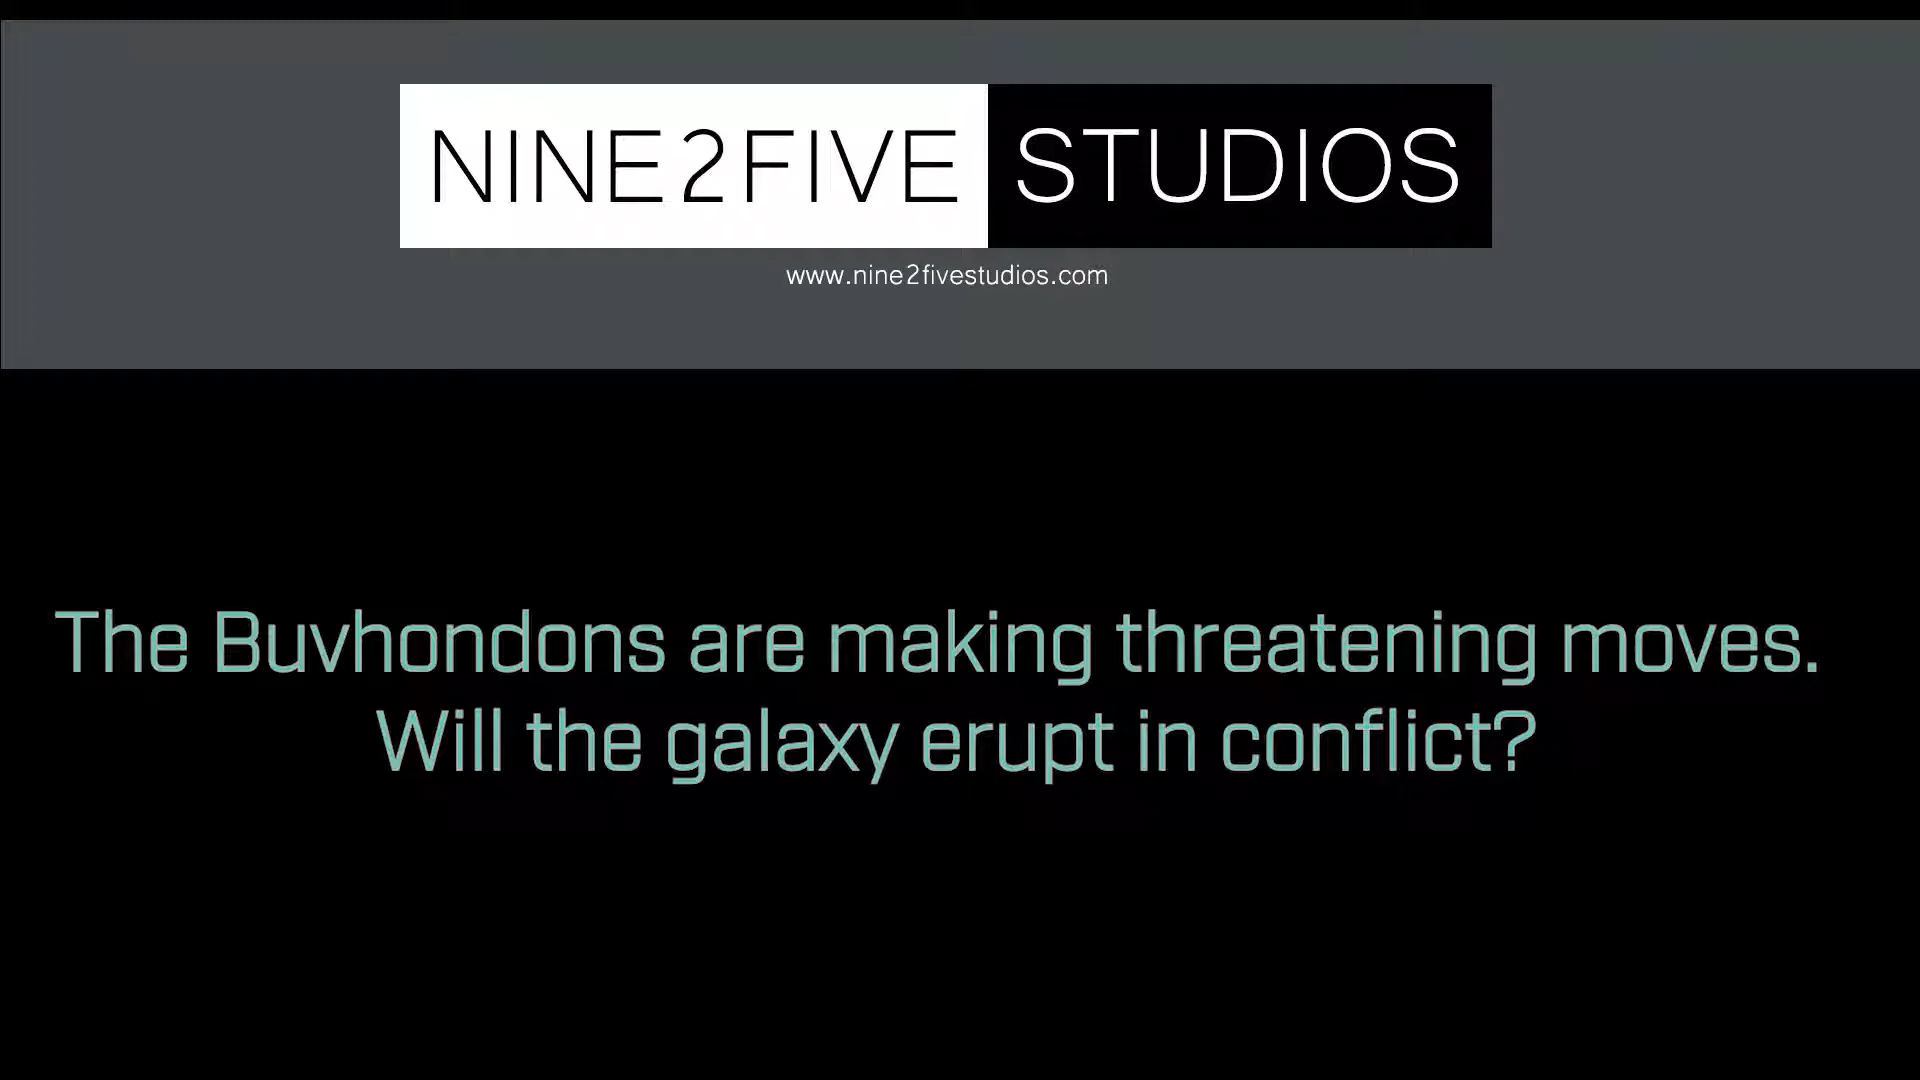 NINE2FIVE STUDIOS
www.nine2fivestudios.com
The Buvhondons are making threatening moves.
Will the galaxy erupt in conflict?